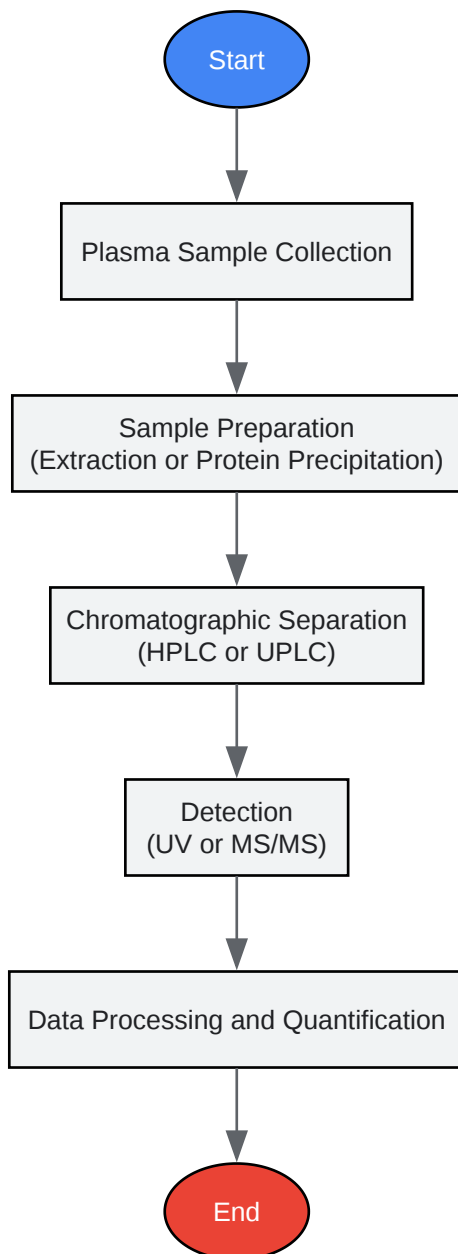 Start
Plasma Sample Collection
Sample Preparation
(Extraction or Protein Precipitation)
Chromatographic Separation
(HPLC or UPLC)
Detection
(UV or MS/MS)
Data Processing and Quantification
End